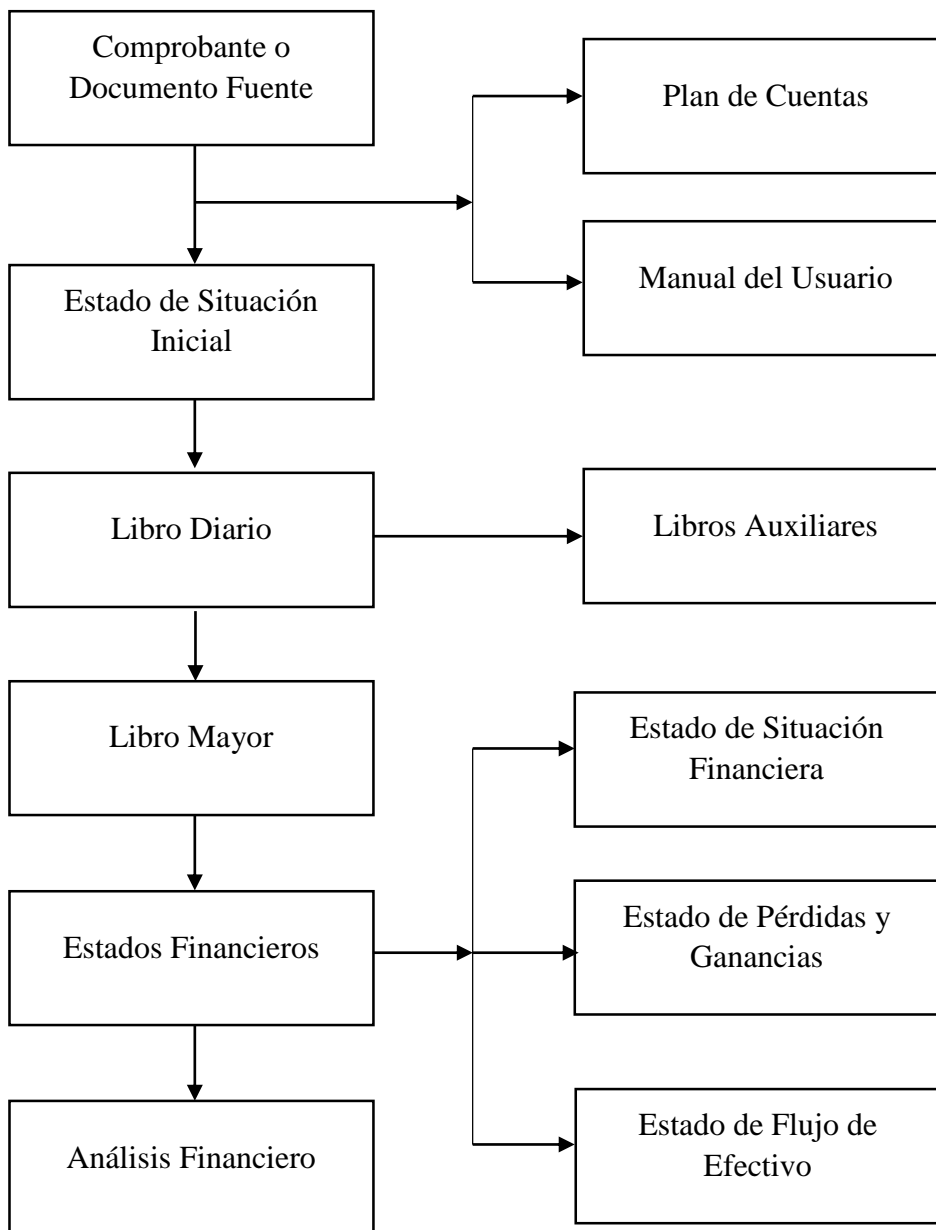 Comprobante o
Documento Fuente
Plan de Cuentas
Manual del Usuario
Estado de Situación
Inicial
Libro Diario
Libros Auxiliares
Libro Mayor
Estado de Situación
Financiera
Estados Financieros
Estado de Pérdidas y
Ganancias
Análisis Financiero
Estado de Flujo de
Efectivo